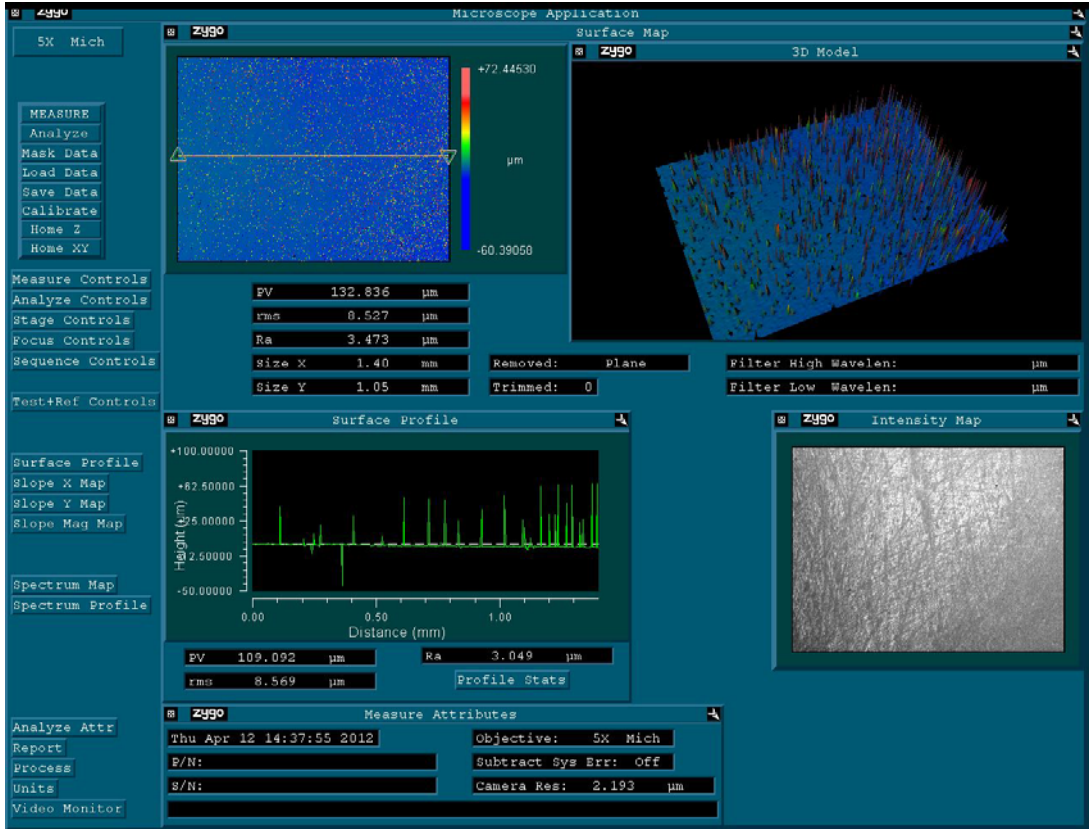 zygo Microscope Application
5X Mich
MEASURE
Analyze
Mask Data
Load Data
Save Data
Calibrate
Home Z
Home XY
Measure Controls
Analyze Controls
Stage Controls
Focus Controls
Sequence Controls
Test+Ref Controls
Surface Profile
Slope X Map
Slope Y Map
Slope Mag Map
Spectrum Map
Spectrum Profile
Analyze Attr
Report
Process
Units
Video Monitor
zygo Surface Map
+72.44530
µm
-60.39058
zygo 3D Model
PV 132.836 µm
rms 8.527 µm
Ra 3.473 µm
Size X 1.40 mm
Size Y 1.05 mm
Removed: Plane
Trimmed: 0
Filter High Wavelen: µm
Filter Low Wavelen: µm
zygo Surface Profile
+100.00000
+62.50000
+25.00000
-12.50000
-50.00000
Height (µm)
0.00 0.50 1.00
Distance (mm)
PV 109.092 µm
rms 8.569 µm
Ra 3.049 µm
Profile Stats
zygo Intensity Map
zygo Measure Attributes
Thu Apr 12 14:37:55 2012
P/N:
S/N:
Objective: 5X Mich
Subtract Sys Err: Off
Camera Res: 2.193 µm